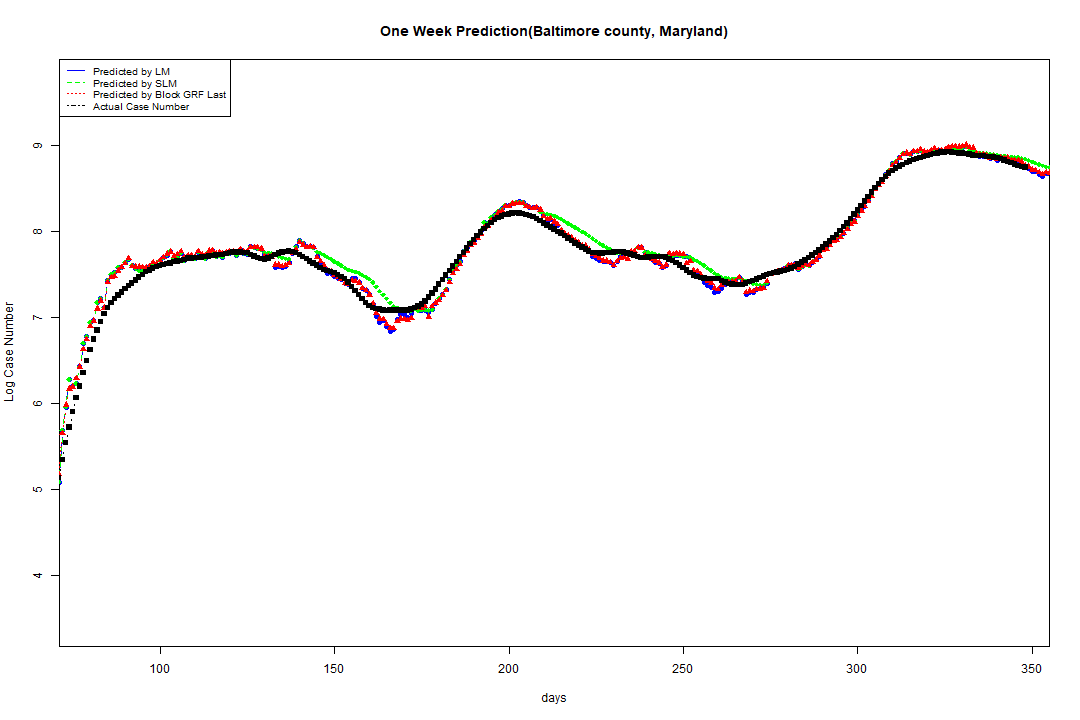 One Week Prediction(Baltimore county, Maryland)
Predicted by LM
Predicted by SLM
Predicted by Block GRF Last
Actual Case Number
9
8
7
6
5
4
Log Case Number
100 150 200 250 300 350
days